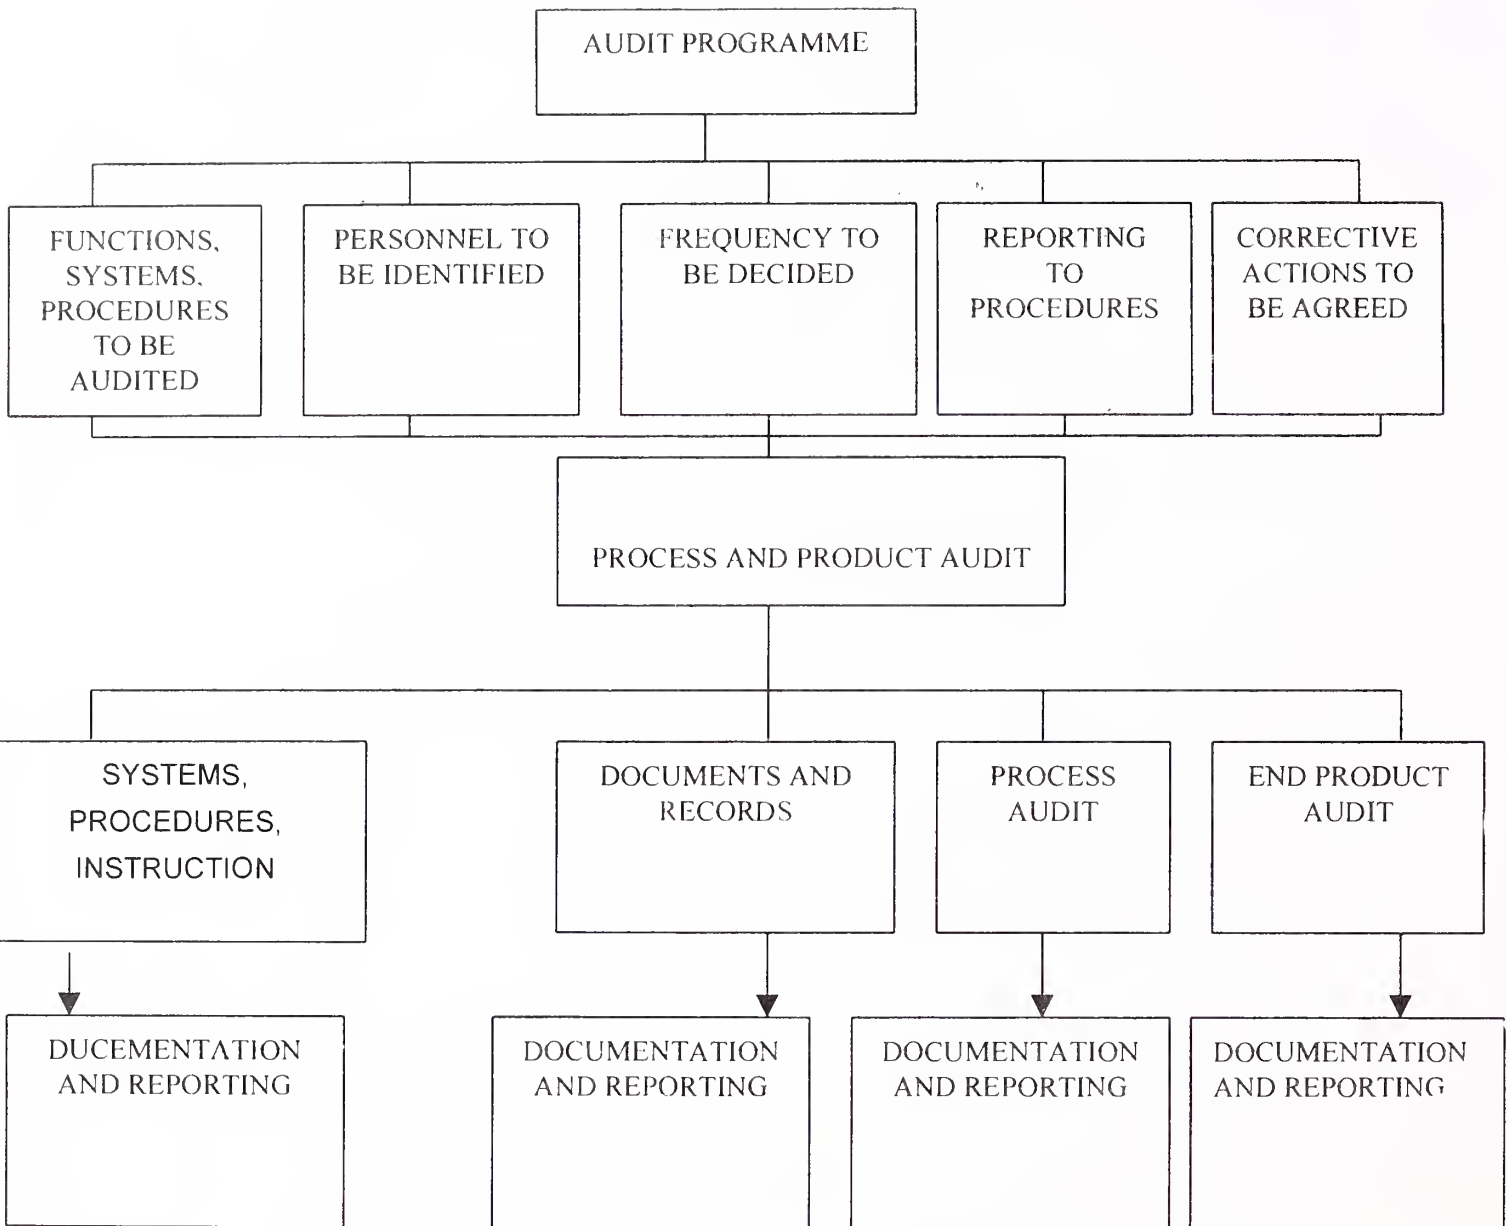 AUDIT PROGRAMME
FUNCTIONS,
SYSTEMS,
PROCEDURES
TO BE
AUDITED
PERSONNEL TO
BE IDENTIFIED
FREQUENCY TO
BE DECIDED
REPORTING
TO
PROCEDURES
CORRECTIVE
ACTIONS TO
BE AGREED
PROCESS AND PRODUCT AUDIT
SYSTEMS,
PROCEDURES,
INSTRUCTION
DOCUMENTS AND
RECORDS
PROCESS
AUDIT
END PRODUCT
AUDIT
DUCEMENTATION
AND REPORTING
DOCUMENTATION
AND REPORTING
DOCUMENTATION
AND REPORTING
DOCUMENTATION
AND REPORTING